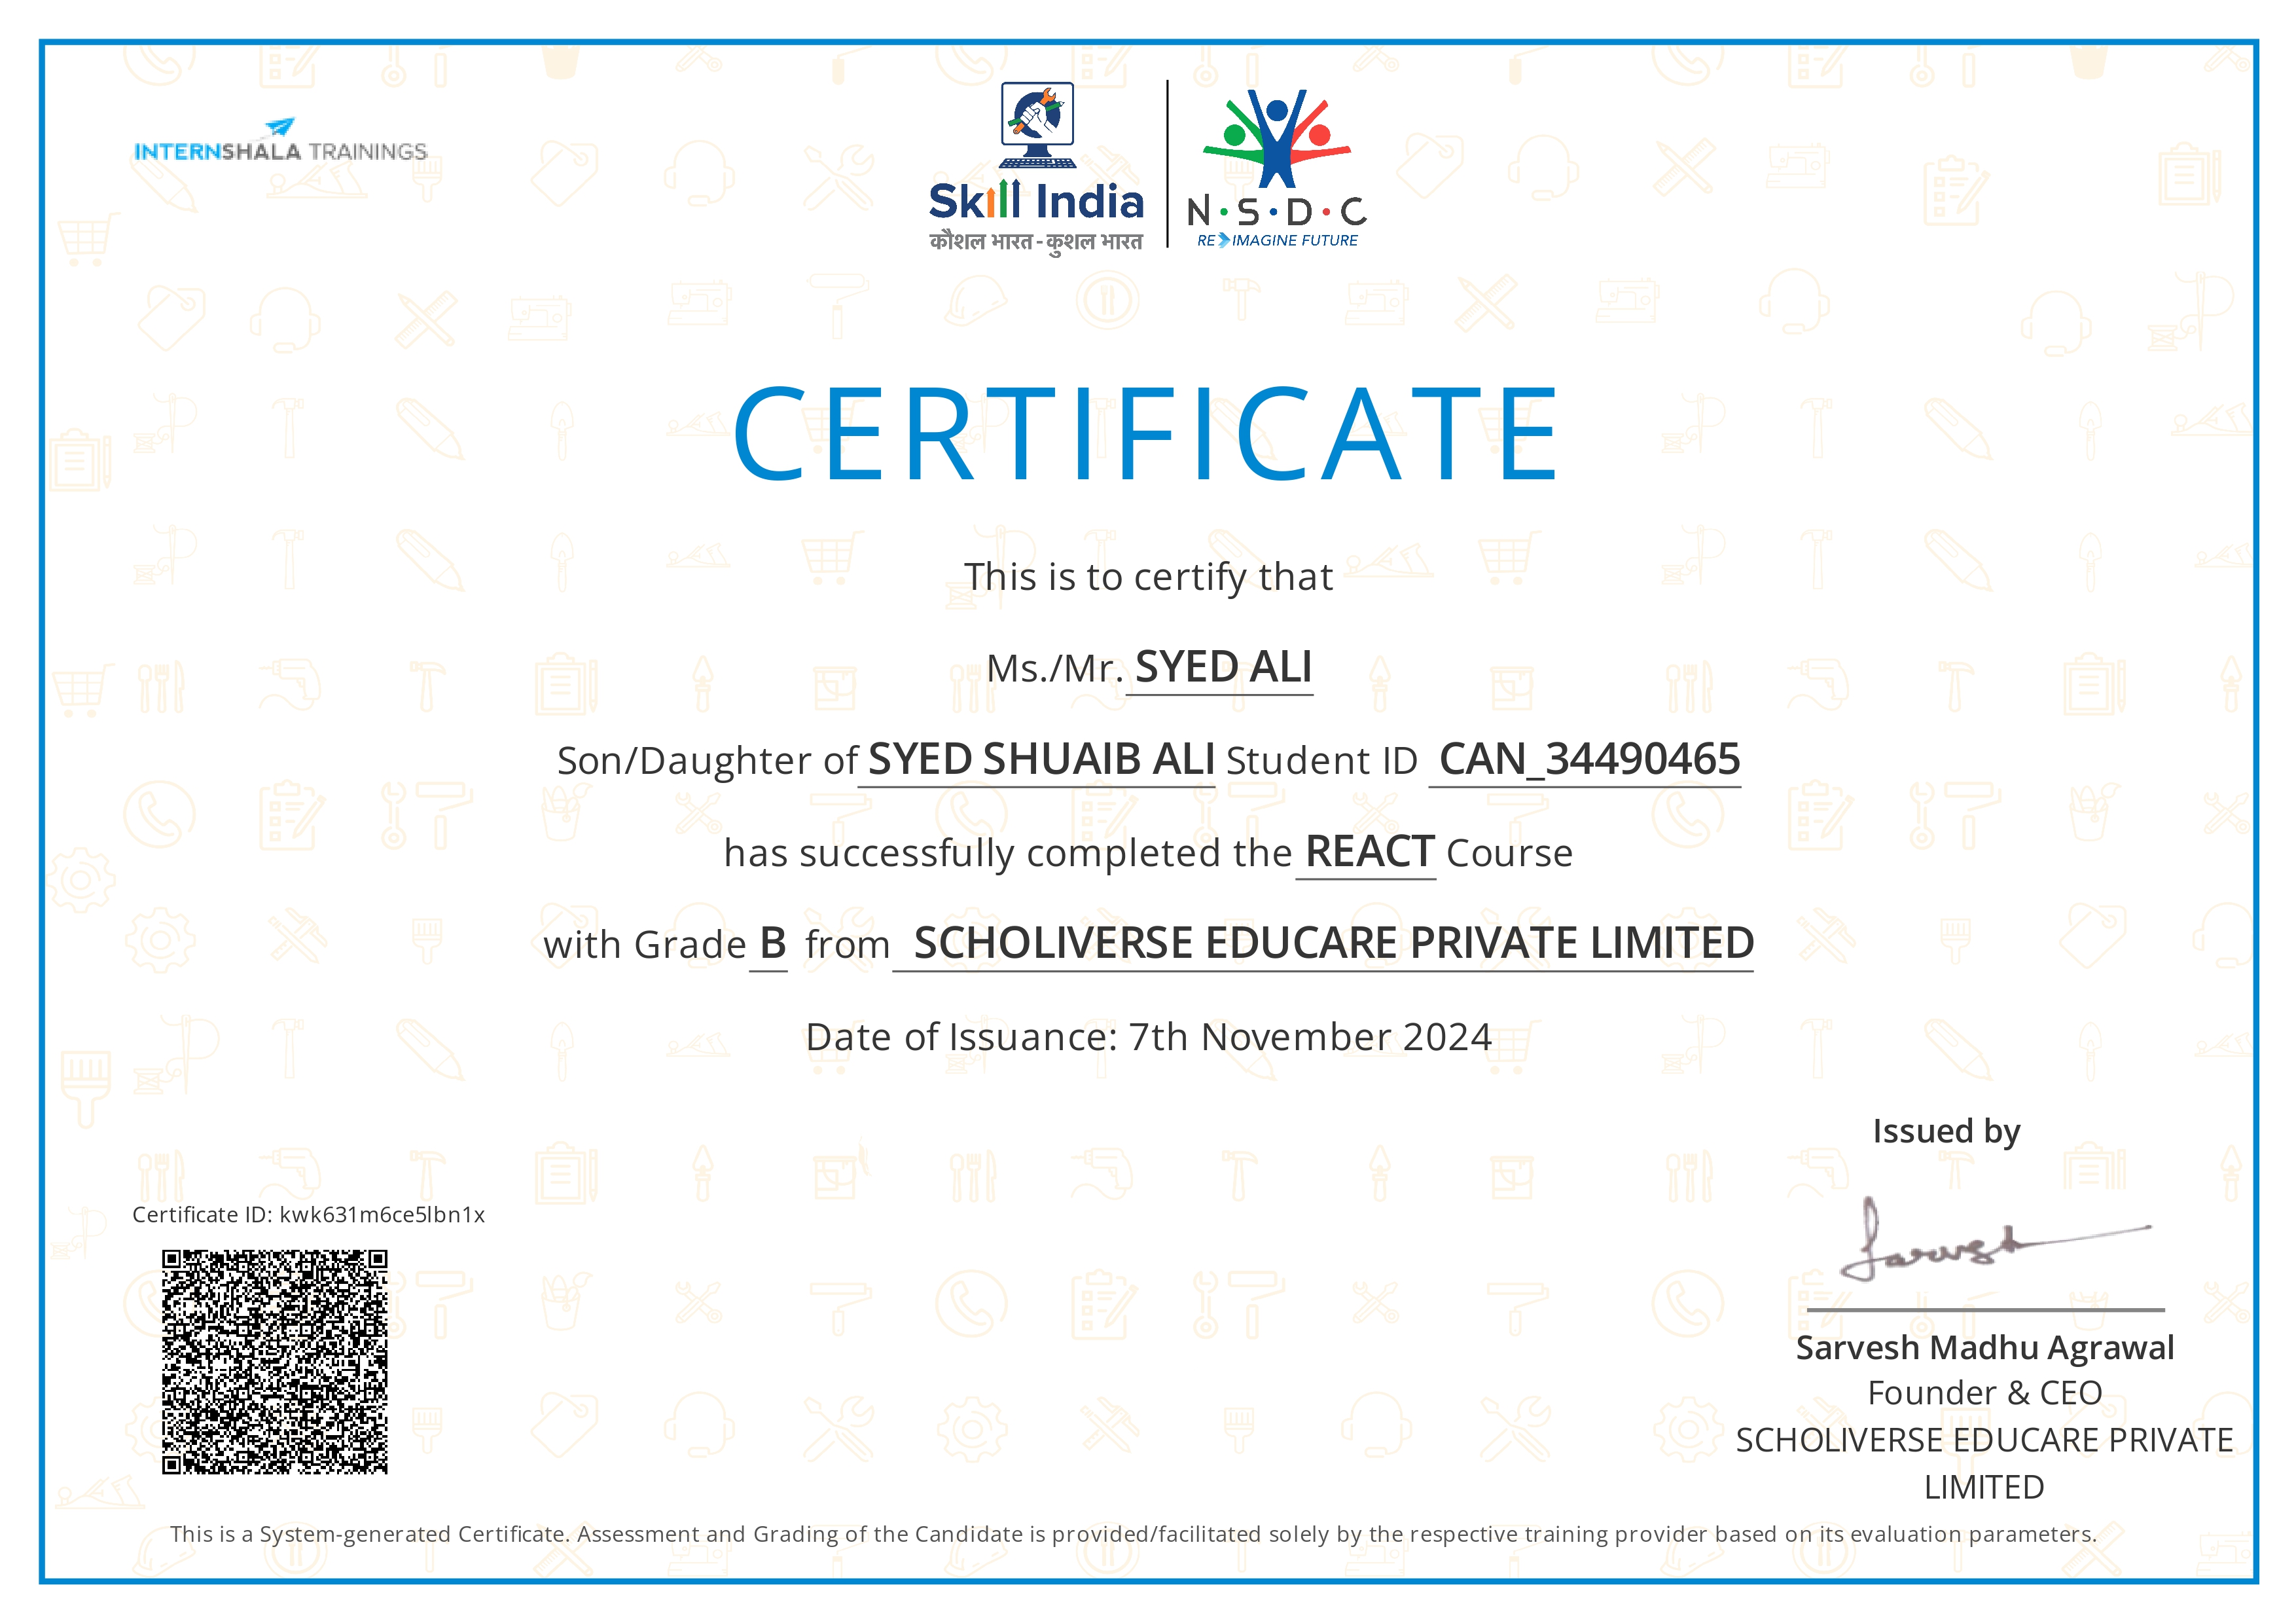 INTERNSHALA TRAININGS
Skill India
कौशल भारत - कुशल भारत
N·S·D·C
RE IMAGINE FUTURE
CERTIFICATE
This is to certify that
Ms./Mr. SYED ALI
Son/Daughter of SYED SHUAIB ALI Student ID CAN_34490465
has successfully completed the REACT Course
with Grade B from SCHOLIVERSE EDUCARE PRIVATE LIMITED
Date of Issuance: 7th November 2024
Issued by
Certificate ID: kwk631m6ce5lbn1x
Sarvesh
Sarvesh Madhu Agrawal
Founder & CEO
SCHOLIVERSE EDUCARE PRIVATE
LIMITED
This is a System-generated Certificate. Assessment and Grading of the Candidate is provided/facilitated solely by the respective training provider based on its evaluation parameters.